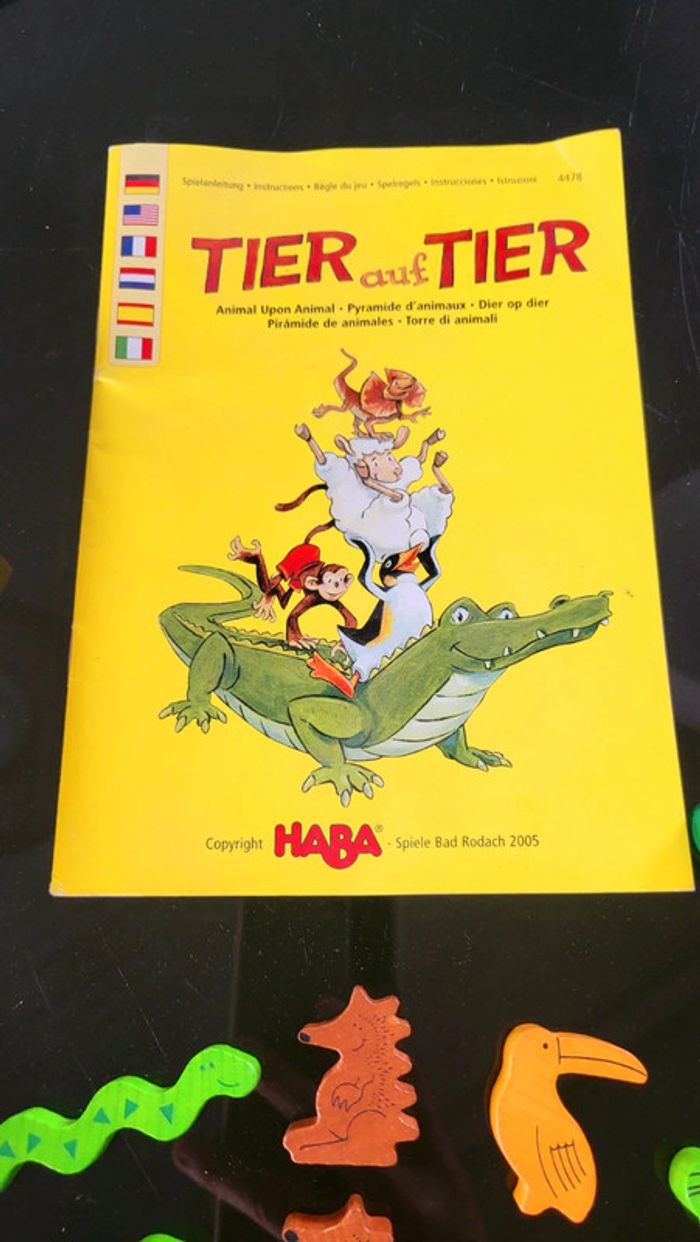 Spielanleitung • Instructions • Règle du jeu • Spelregels • Instrucciones • Istruzioni 4478
TIER auf TIER
Animal Upon Animal • Pyramide d'animaux • Dier op dier
Pirámide de animales • Torre di animali
Copyright HABA® - Spiele Bad Rodach 2005